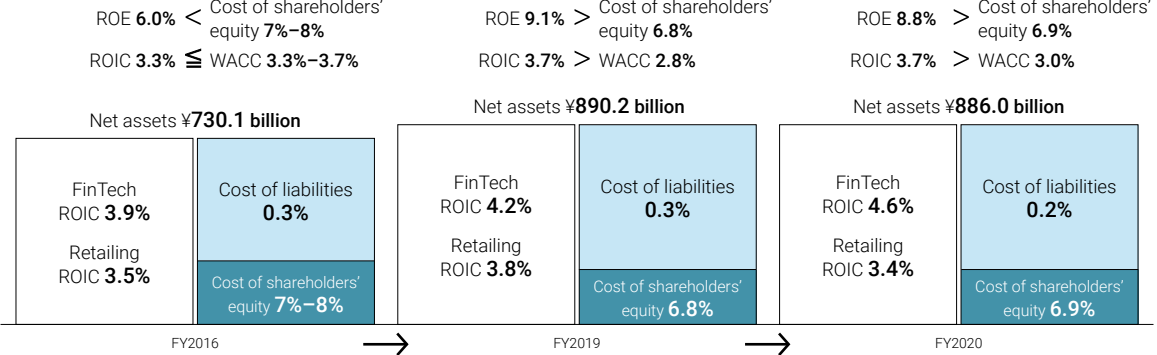 ROE 6.0% < Cost of shareholders’
equity 7%–8%
ROIC 3.3% ≦ WACC 3.3%–3.7%
Net assets ¥730.1 billion
FinTech
ROIC 3.9%
Retailing
ROIC 3.5%
Cost of liabilities
0.3%
Cost of shareholders’
equity 7%–8%
FY2016
ROE 9.1% > Cost of shareholders’
equity 6.8%
ROIC 3.7% > WACC 2.8%
Net assets ¥890.2 billion
FinTech
ROIC 4.2%
Retailing
ROIC 3.8%
Cost of liabilities
0.3%
Cost of shareholders’
equity 6.8%
FY2019
ROE 8.8% > Cost of shareholders’
equity 6.9%
ROIC 3.7% > WACC 3.0%
Net assets ¥886.0 billion
FinTech
ROIC 4.6%
Retailing
ROIC 3.4%
Cost of liabilities
0.2%
Cost of shareholders’
equity 6.9%
FY2020